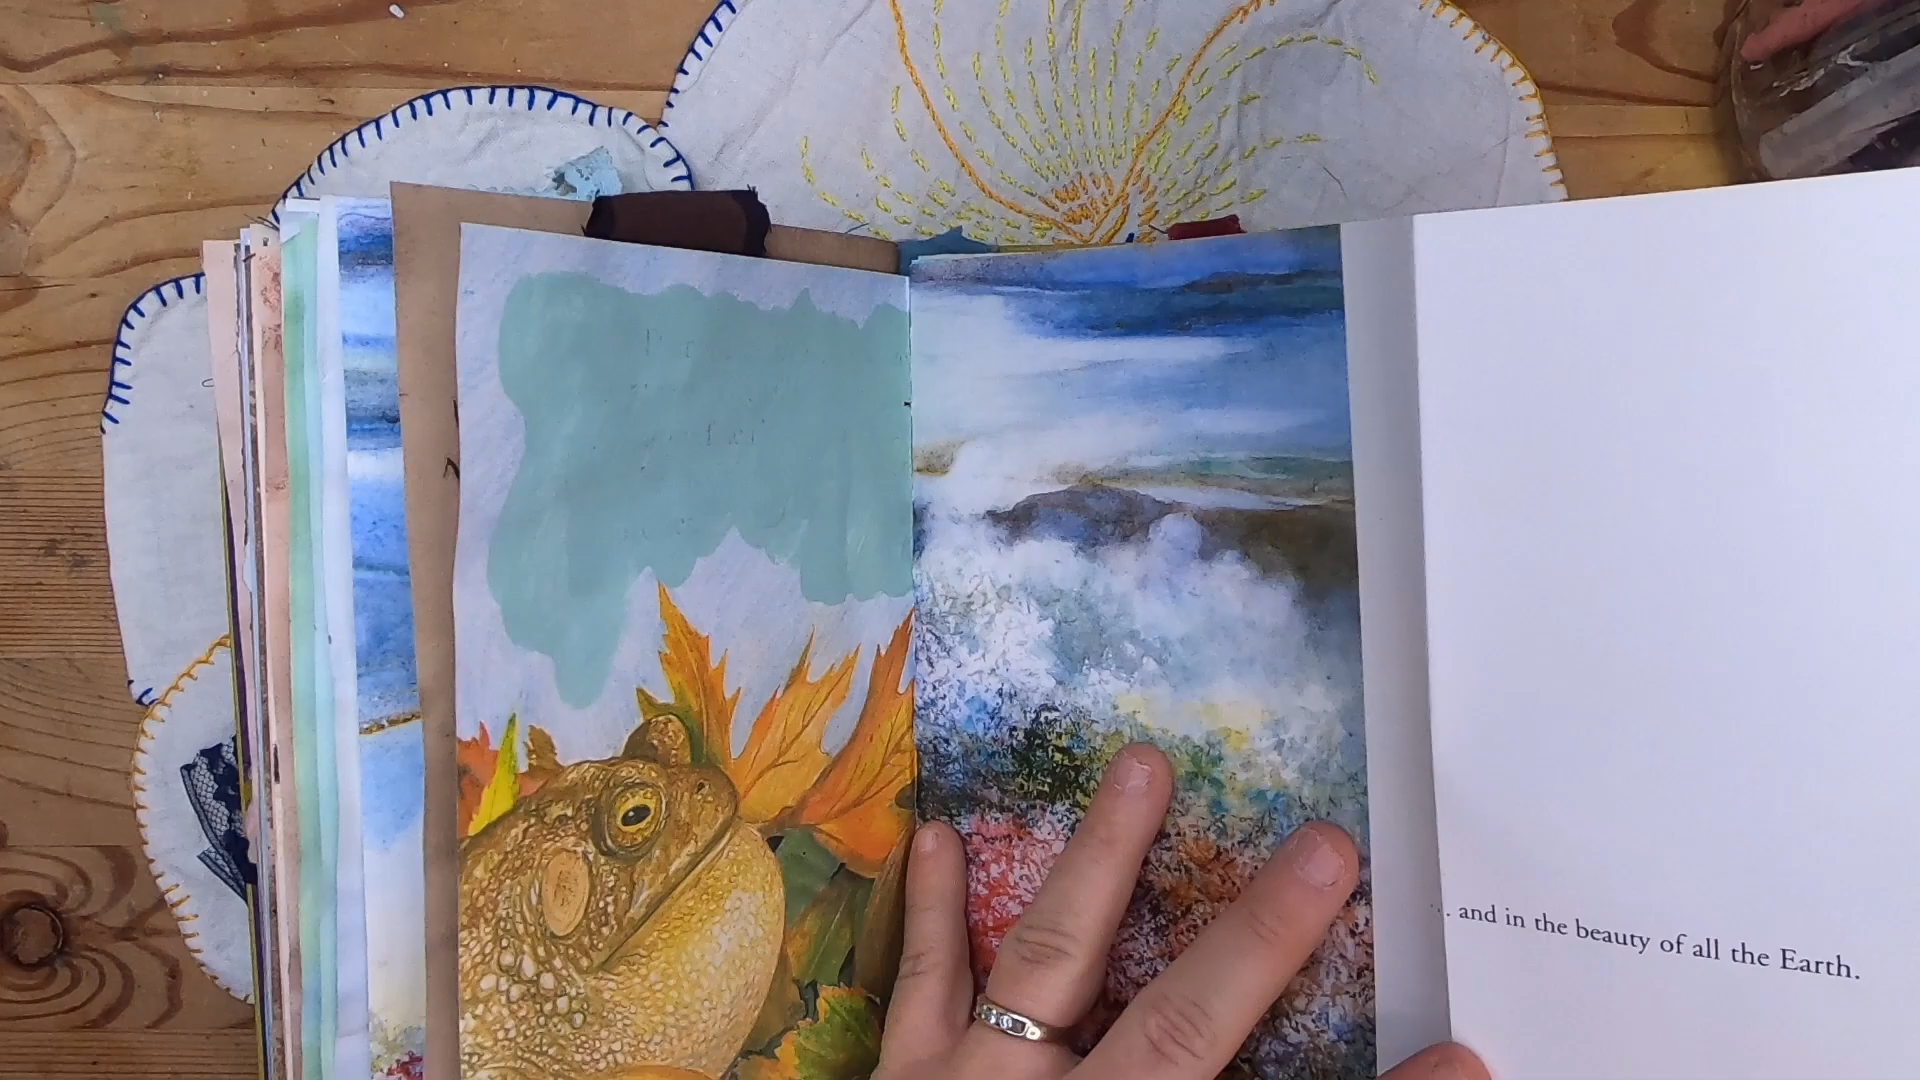 ... and in the beauty of all the Earth.